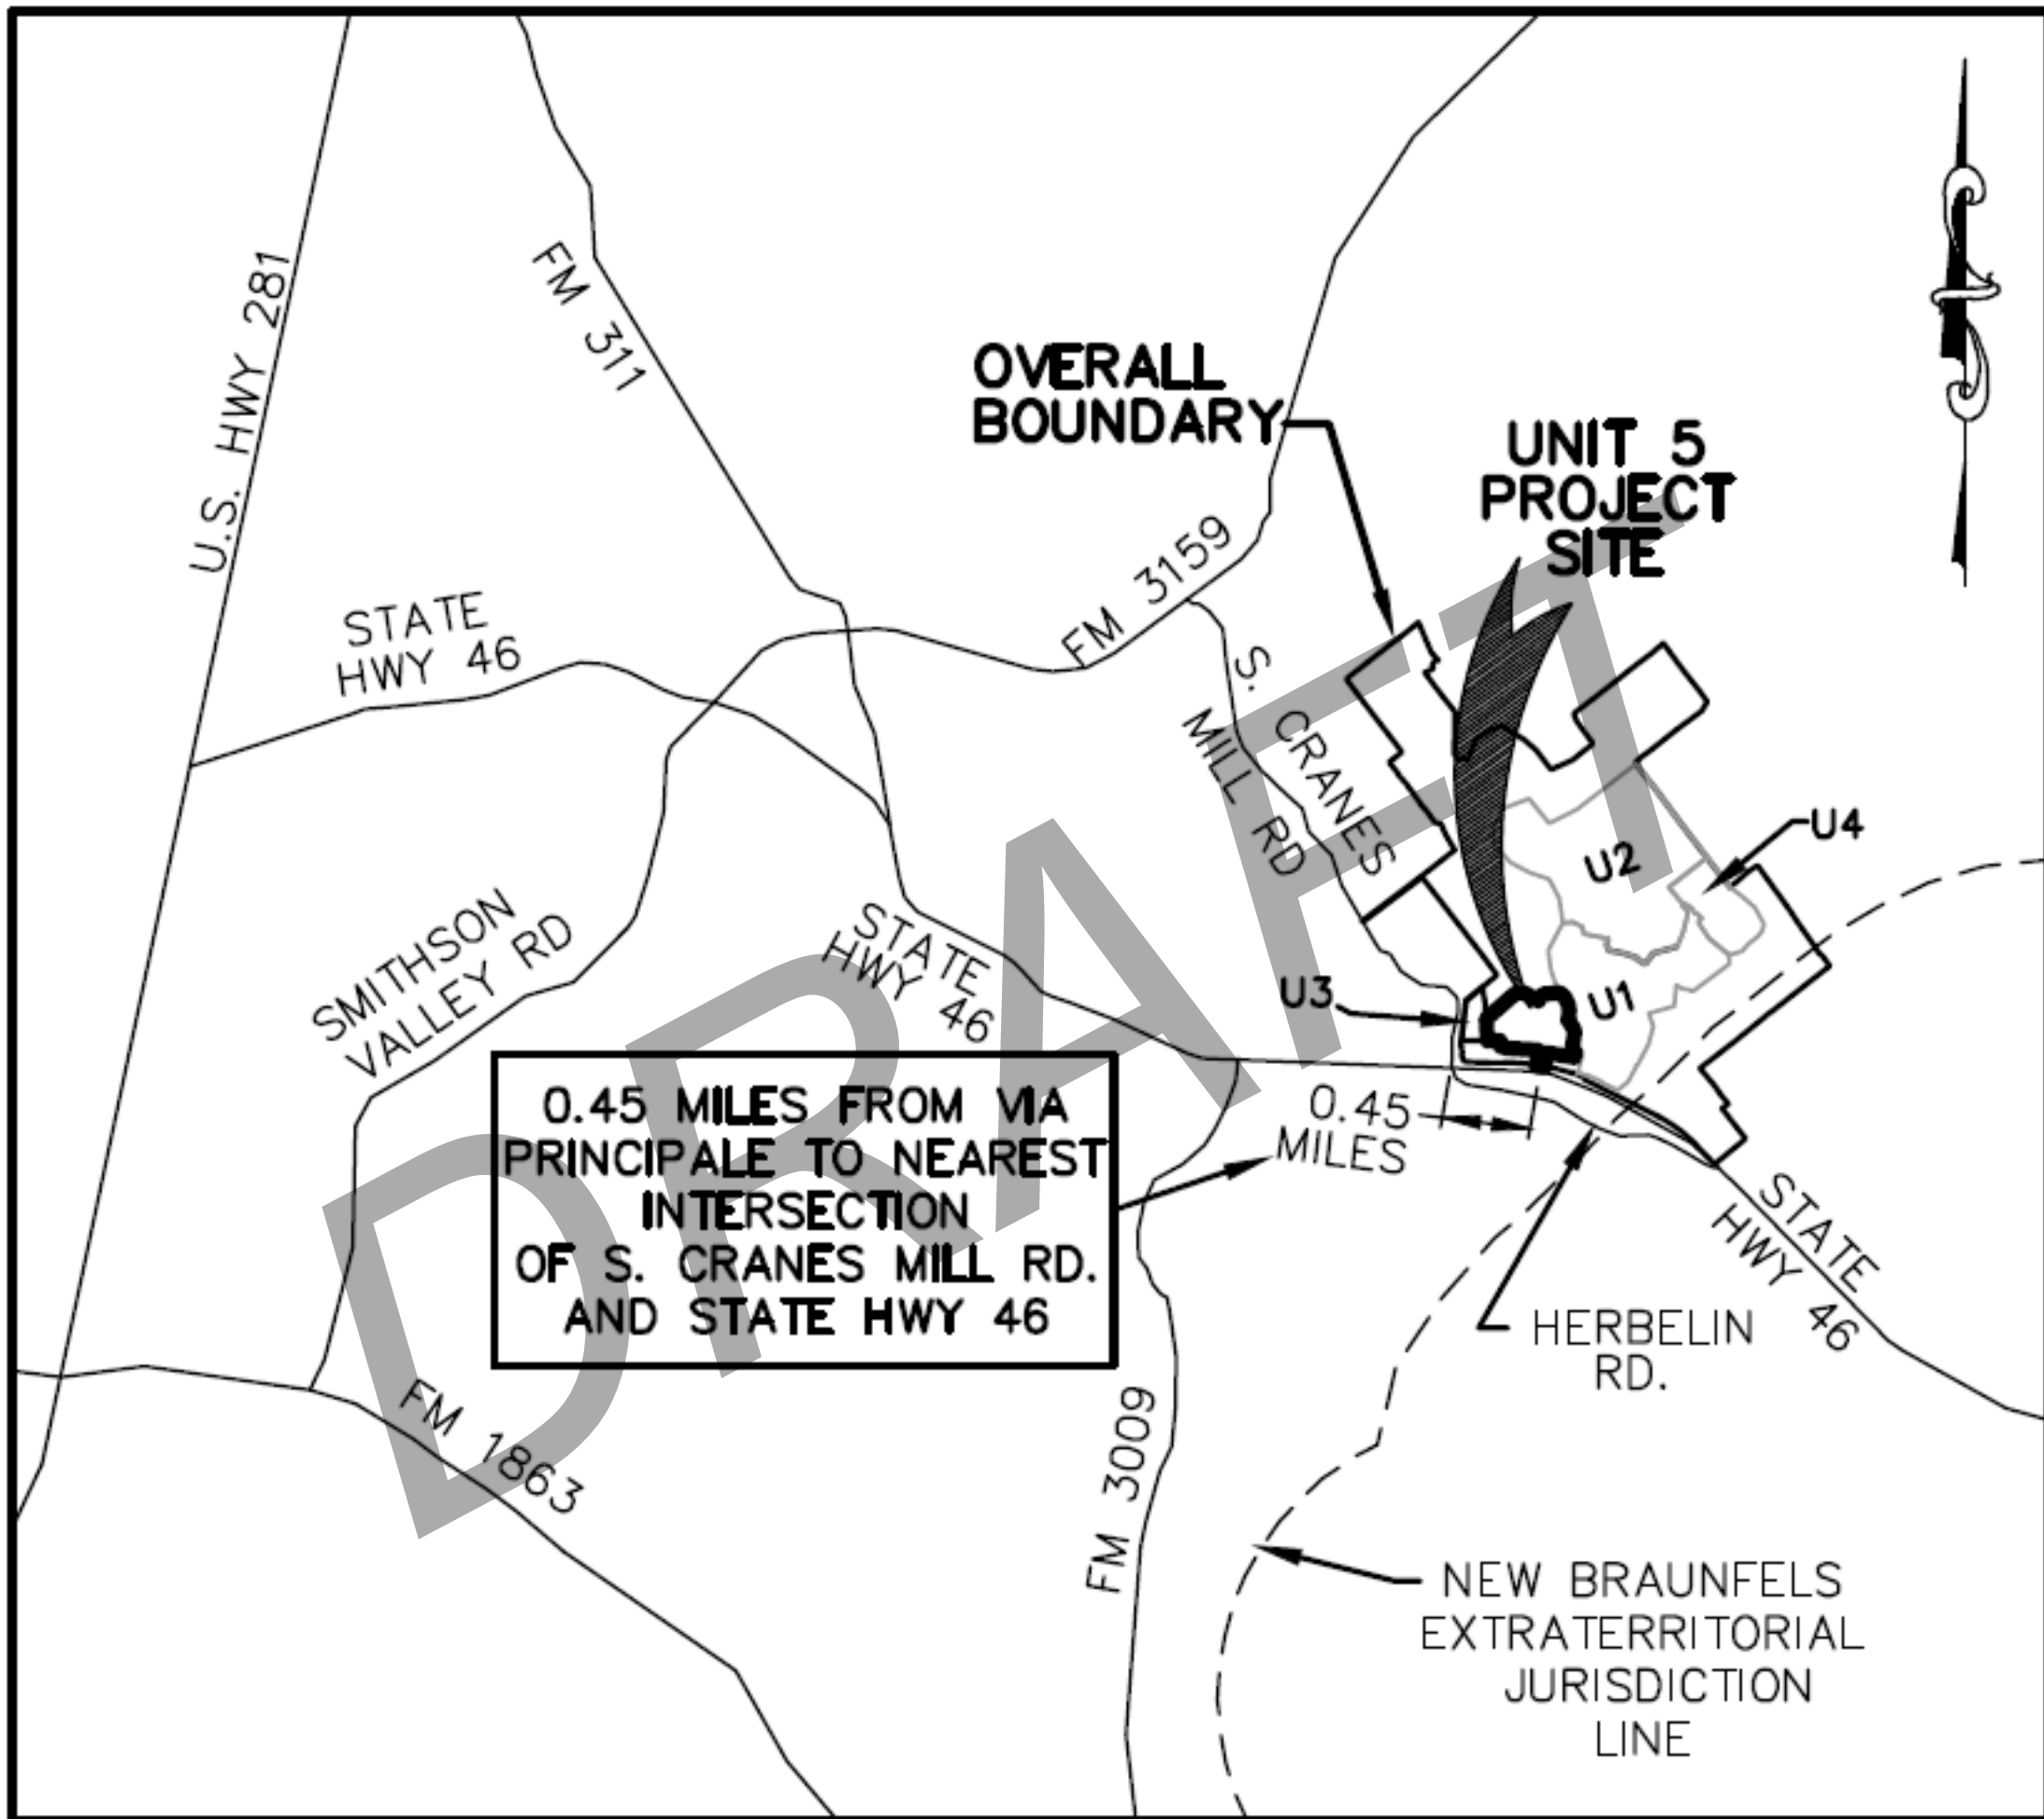 U.S. HWY 281
FM 311
OVERALL
BOUNDARY
UNIT 5
PROJECT
SITE
FM 3159
STATE
HWY 46
S. CRANES
MILL RD
U4
U2
SMITHSON
VALLEY RD
STATE
HWY 46
U3
U1
0.45 MILES FROM VIA
PRINCIPALE TO NEAREST
INTERSECTION
OF S. CRANES MILL RD.
AND STATE HWY 46
0.45
MILES
STATE
HWY 46
HERBELIN
RD.
FM 1863
FM 3009
NEW BRAUNFELS
EXTRATERRITORIAL
JURISDICTION
LINE
DRAFT